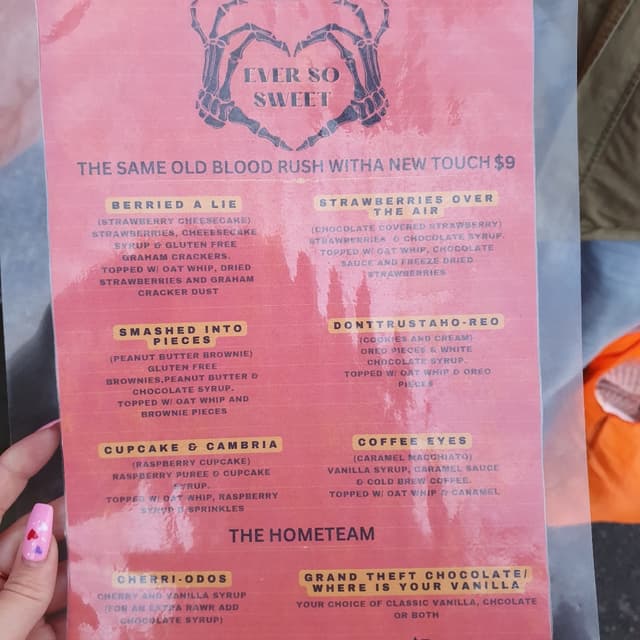 EVER SO
SWEET
THE SAME OLD BLOOD RUSH WITHA NEW TOUCH $9
BERRIED A LIE
(STRAWBERRY CHEESECAKE)
STRAWBERRIES, CHEESECAKE
SYRUP & GLUTEN FREE
GRAHAM CRACKERS.
TOPPED W/ OAT WHIP, DRIED
STRAWBERRIES AND GRAHAM
CRACKER DUST
STRAWBERRIES OVER
THE AIR
(CHOCOLATE COVERED STRAWBERRY)
STRAWBERRIES & CHOCOLATE SYRUP.
TOPPED W/ OAT WHIP, CHOCOLATE
SAUCE AND FREEZE DRIED
STRAWBERRIES
SMASHED INTO
PIECES
(PEANUT BUTTER BROWNIE)
GLUTEN FREE
BROWNIES,PEANUT BUTTER &
CHOCOLATE SYRUP.
TOPPED W/ OAT WHIP AND
BROWNIE PIECES
DONTTRUSTAHO-REO
(COOKIES AND CREAM)
OREO PIECES & WHITE
CHOCOLATE SYRUP.
TOPPED W/ OAT WHIP & OREO
PIECES
CUPCAKE & CAMBRIA
(RASPBERRY CUPCAKE)
RASPBERRY PUREE & CUPCAKE
SYRUP.
TOPPED W/ OAT WHIP, RASPBERRY
SYRUP & SPRINKLES
COFFEE EYES
(CARAMEL MACCHIATO)
VANILLA SYRUP, CARAMEL SAUCE
& COLD BREW COFFEE.
TOPPED W/ OAT WHIP & CARAMEL
THE HOMETEAM
CHERRI-ODOS
CHERRY AND VANILLA SYRUP
(FOR AN EXTRA RAWR ADD
CHOCOLATE SYRUP)
GRAND THEFT CHOCOLATE/
WHERE IS YOUR VANILLA
YOUR CHOICE OF CLASSIC VANILLA, CHCOLATE
OR BOTH